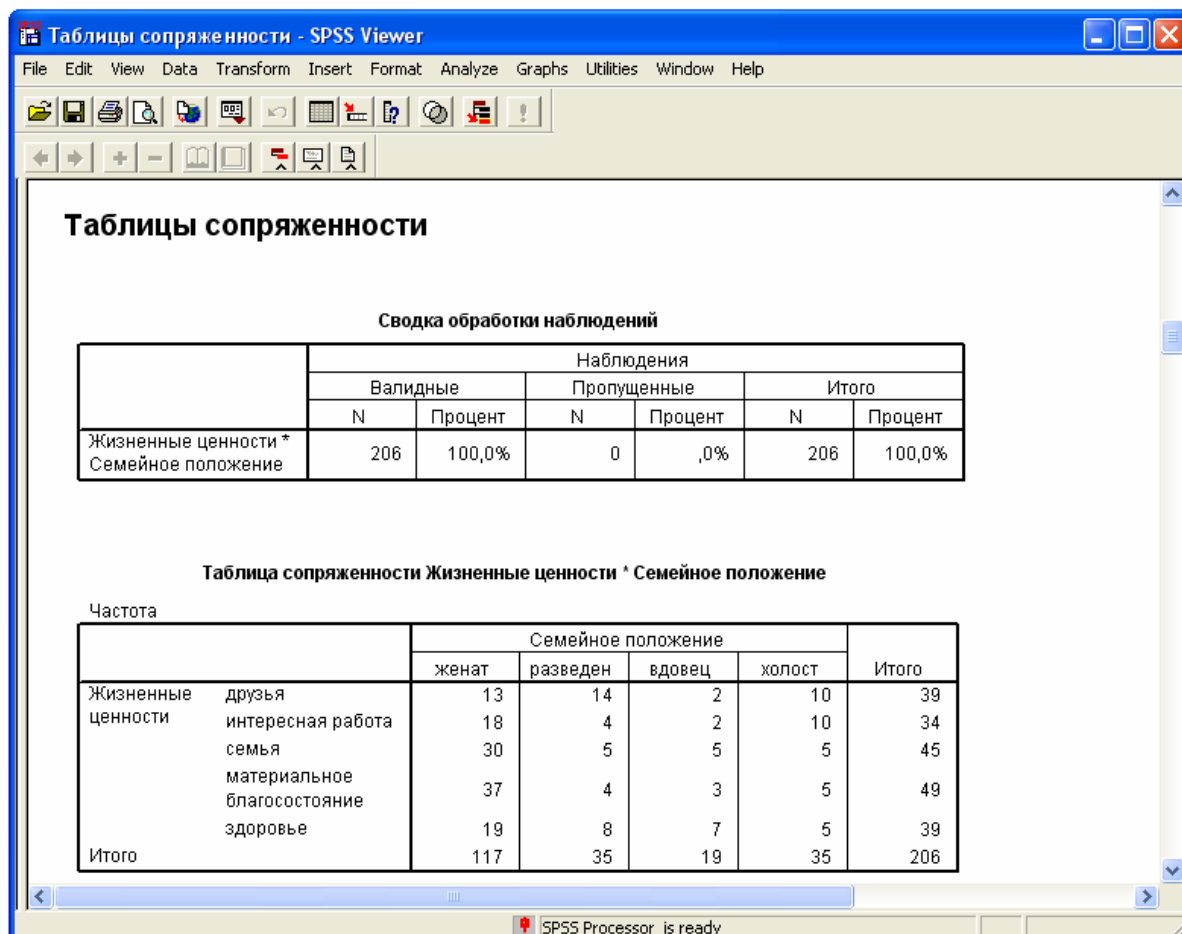 Таблицы сопряженности - SPSS Viewer
File Edit View Data Transform Insert Format Analyze Graphs Utilities Window Help
Таблицы сопряженности
Сводка обработки наблюдений
Наблюдения
Валидные Пропущенные Итого
N Процент N Процент N Процент
Жизненные ценности *
Семейное положение
206 100,0% 0 ,0% 206 100,0%
Таблица сопряженности Жизненные ценности * Семейное положение
Частота
Семейное положение
женат разведен вдовец холост Итого
Жизненные ценности
друзья 13 14 2 10 39
интересная работа 18 4 2 10 34
семья 30 5 5 5 45
материальное
благосостояние 37 4 3 5 49
здоровье 19 8 7 5 39
Итого 117 35 19 35 206
SPSS Processor is ready